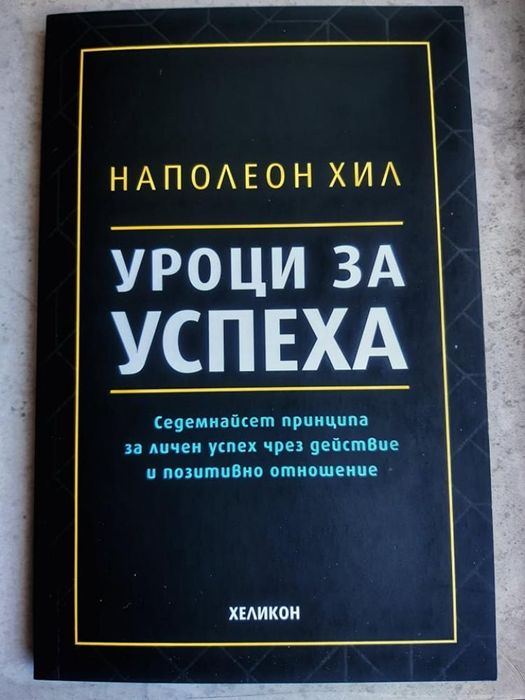 НАПОЛЕОН ХИЛ
УРОЦИ ЗА
УСПЕХА
Седемнайсет принципа
за личен успех чрез действие
и позитивно отношение
ХЕЛИКОН